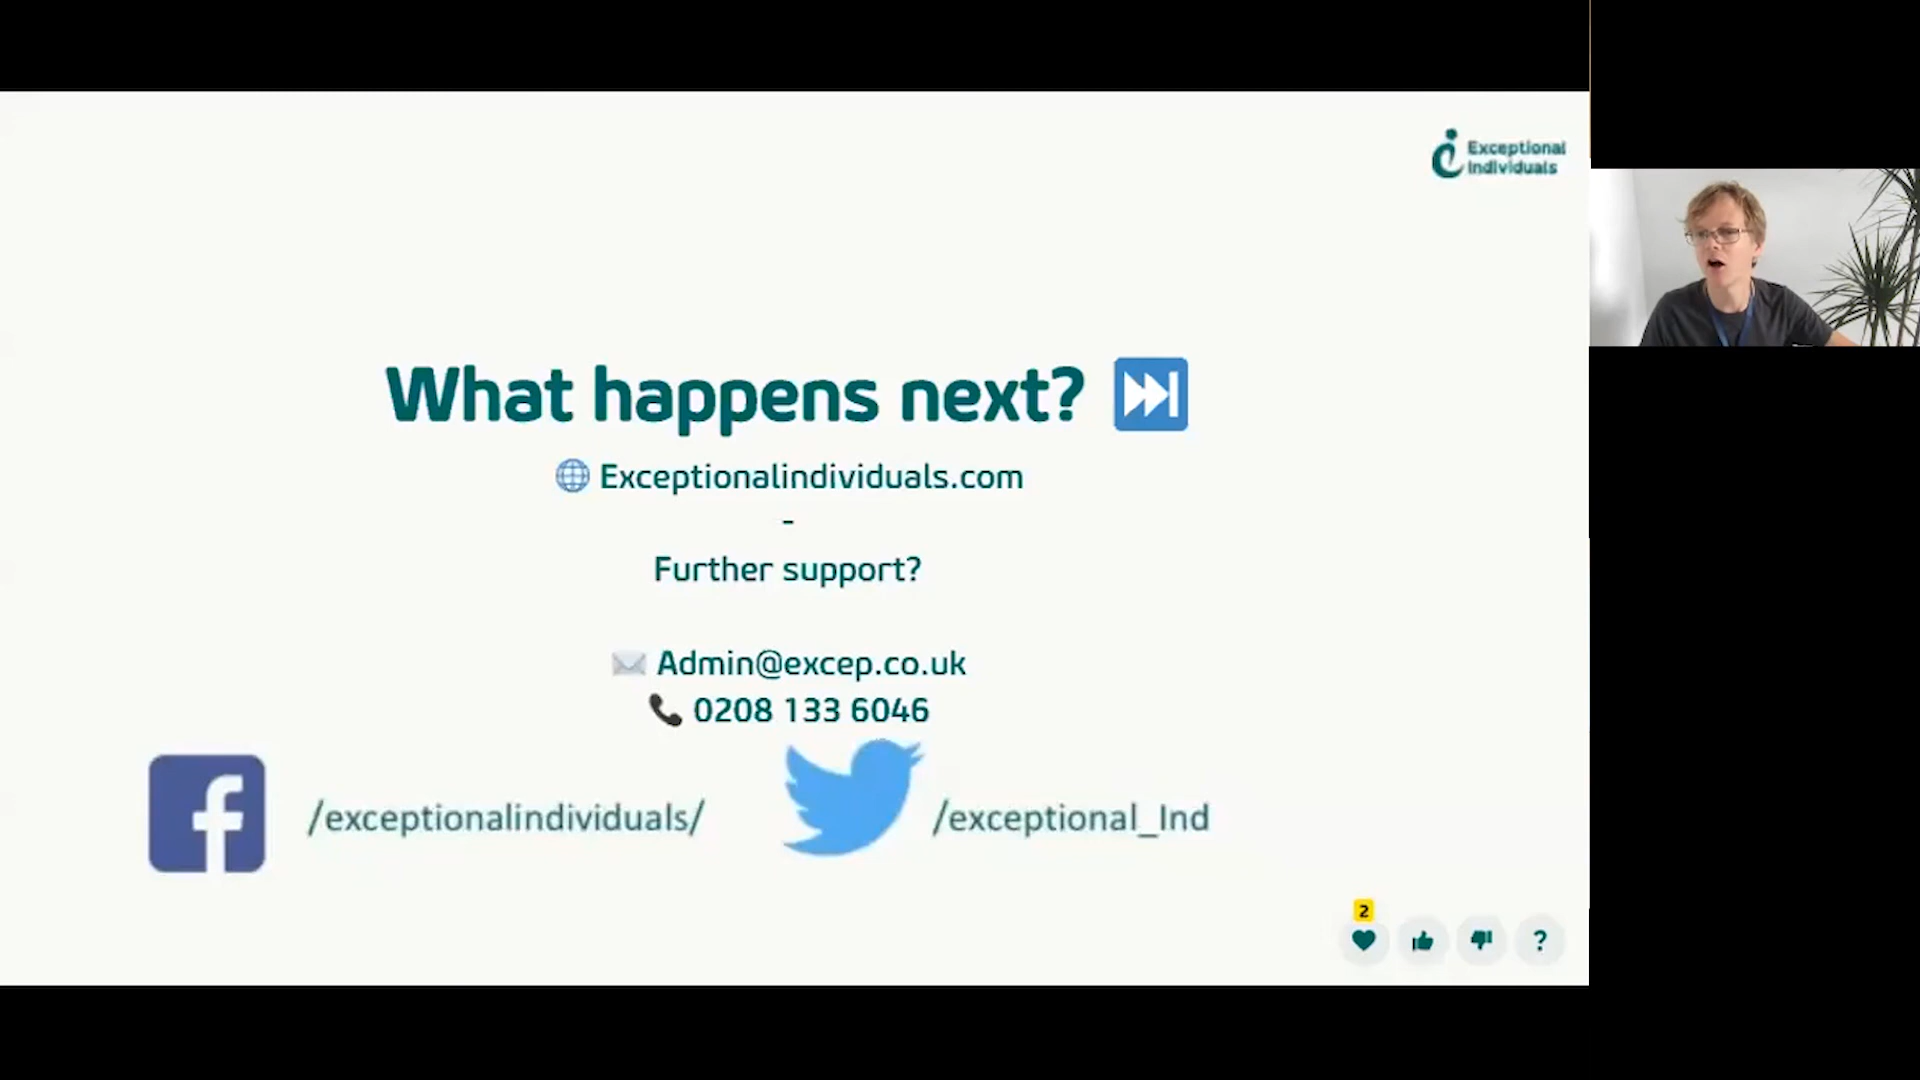 Exceptional
Individuals
What happens next?
Exceptionalindividuals.com
-
Further support?
Admin@excep.co.uk
0208 133 6046
/exceptionalindividuals/
/exceptional_Ind
2
?